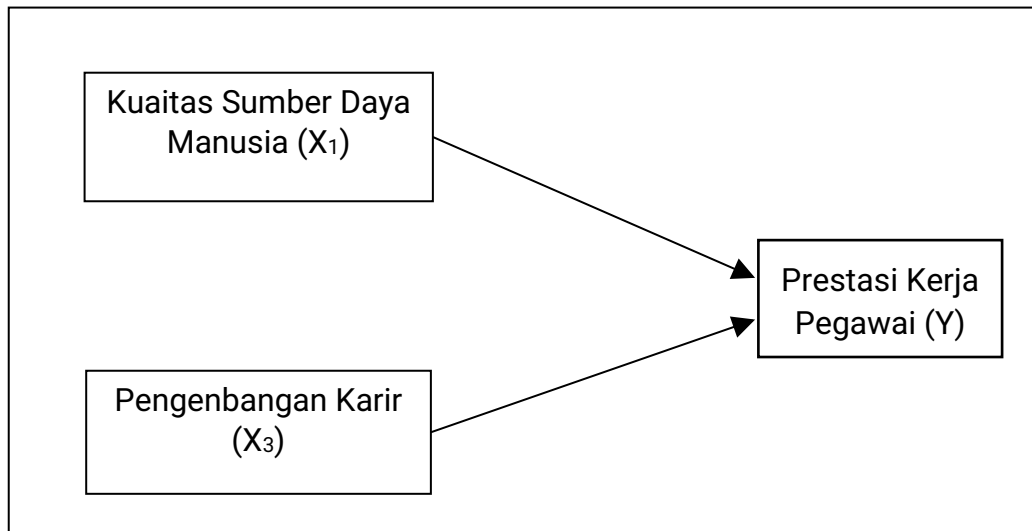 Kuaitas Sumber Daya
Manusia (X₁)
Prestasi Kerja
Pegawai (Y)
Pengenbangan Karir
(X₃)